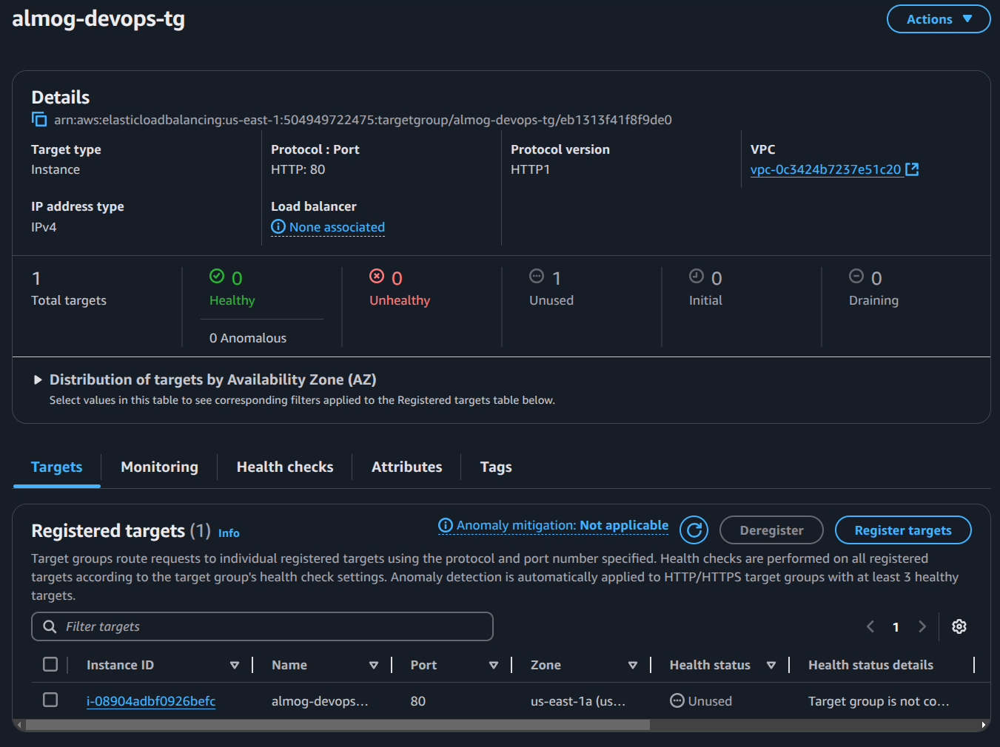 almog-devops-tg
Actions
Details
arn:aws:elasticloadbalancing:us-east-1:504949722475:targetgroup/almog-devops-tg/eb1313f41f8f9de0
Target type
Instance
Protocol : Port
HTTP: 80
Protocol version
HTTP1
VPC
vpc-0c3424b7237e51c20
IP address type
IPv4
Load balancer
None associated
1
Total targets
0
Healthy
0 Anomalous
0
Unhealthy
1
Unused
0
Initial
0
Draining
Distribution of targets by Availability Zone (AZ)
Select values in this table to see corresponding filters applied to the Registered targets table below.
Targets
Monitoring
Health checks
Attributes
Tags
Registered targets (1) Info
Anomaly mitigation: Not applicable
Deregister
Register targets
Target groups route requests to individual registered targets using the protocol and port number specified. Health checks are performed on all registered
targets according to the target group's health check settings. Anomaly detection is automatically applied to HTTP/HTTPS target groups with at least 3 healthy
targets.
Filter targets
1
Instance ID Name Port Zone Health status Health status details
i-08904adbf0926befc almog-devops... 80 us-east-1a (us... Unused Target group is not co...